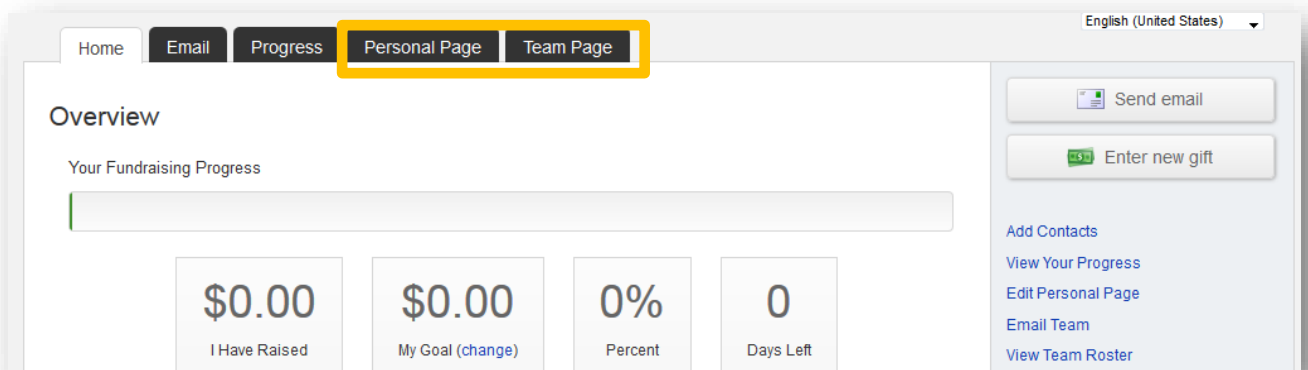 English (United States)
Home Email Progress Personal Page Team Page
Send email
Overview
Enter new gift
Your Fundraising Progress
Add Contacts
View Your Progress
$0.00 $0.00 0% 0
Edit Personal Page
Email Team
I Have Raised My Goal (change) Percent Days Left
View Team Roster